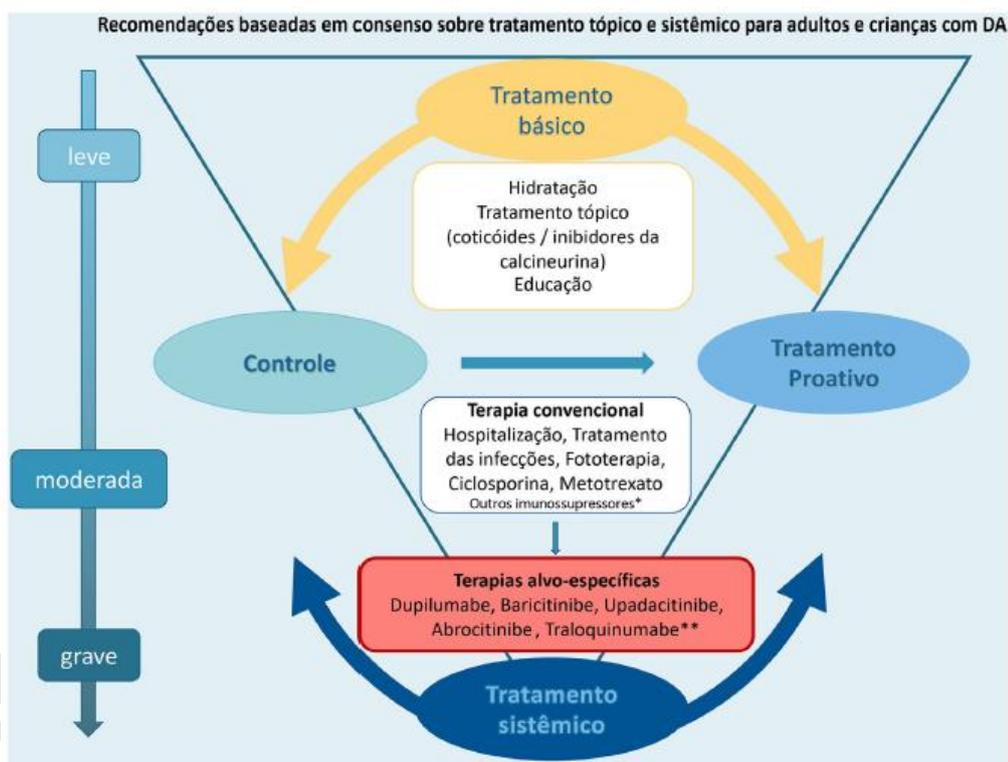 Recomendações baseadas em consenso sobre tratamento tópico e sistêmico para adultos e crianças com DA
Tratamento
básico
leve
Hidratação
Tratamento tópico
(coticóides / inibidores da
calcineurina)
Educação
Controle
Tratamento
Proativo
Terapia convencional
Hospitalização, Tratamento
das infecções, Fototerapia,
Ciclosporina, Metotrexato
Outros imunossupressores*
moderada
Terapias alvo-específicas
Dupilumabe, Baricitinibe, Upadacitinibe,
Abrocitinibe, Traloquinumabe**
grave
Tratamento
sistêmico